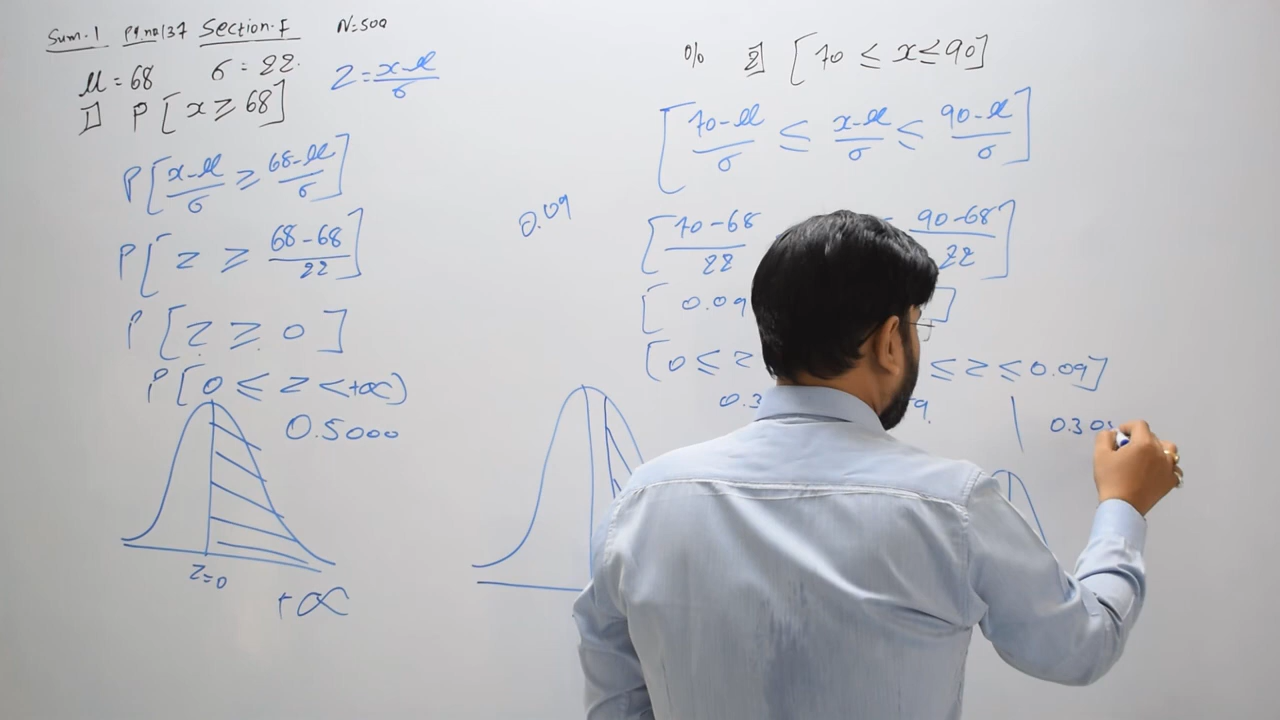 Sum.1 Pg.no 137 Section-F N=500
μ = 68 σ = 22. Z = x-μ/σ
1] P[x ≥ 68]
P[x-μ/σ ≥ 68-μ/σ]
P[z ≥ 68-68/22]
P[z ≥ 0]
P[0 ≤ z < +∞)
0.5000
z=0
+∞
0.09
% 2] [70 ≤ x ≤ 90]
[70-μ/σ ≤ x-μ/σ ≤ 90-μ/σ]
[70-68/22 90-68/22]
[0.09 ]
[0 ≤ z ≤ z ≤ 0.09]
0.3
9.
0.30